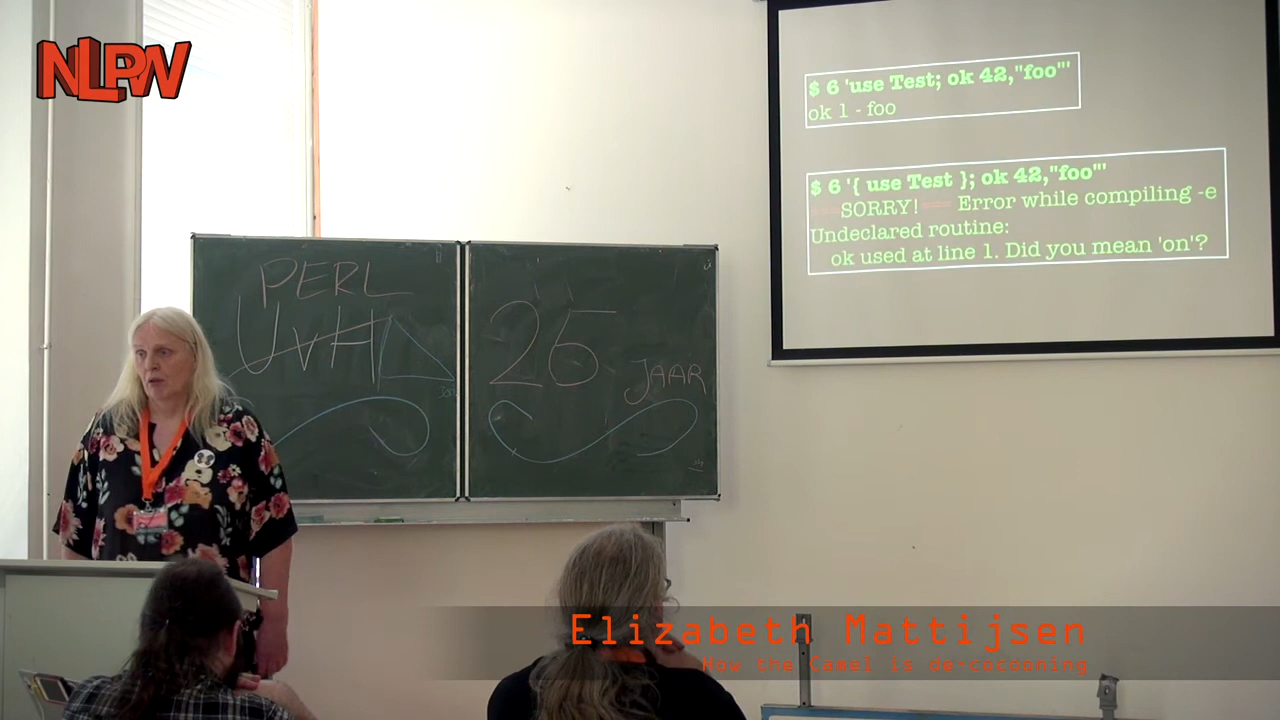 NLPW
$ 6 'use Test; ok 42,"foo"'
ok 1 - foo
$ 6 '{ use Test }; ok 42,"foo"'
===SORRY!=== Error while compiling -e
Undeclared routine:
ok used at line 1. Did you mean 'on'?
PERL
UvH
25
JAAR
Elizabeth Mattijsen
How the Camel is de-cocooning